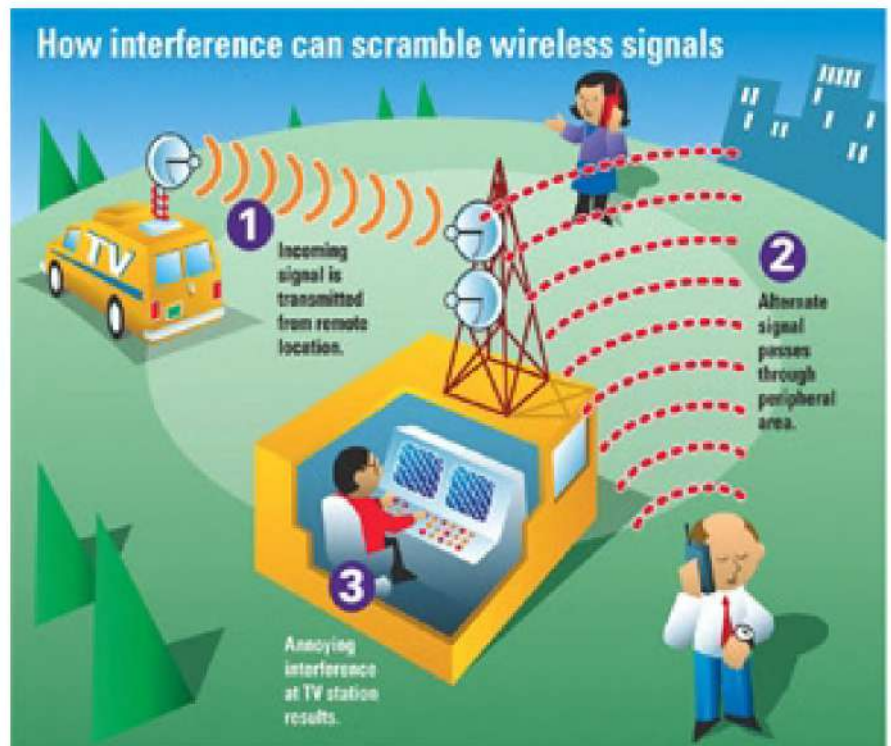 How interference can scramble wireless signals
TV
1
Incoming
signal is
transmitted
from remote
location.
2
Alternate
signal
passes
through
peripheral
area.
3
Annoying
interference
at TV station
results.